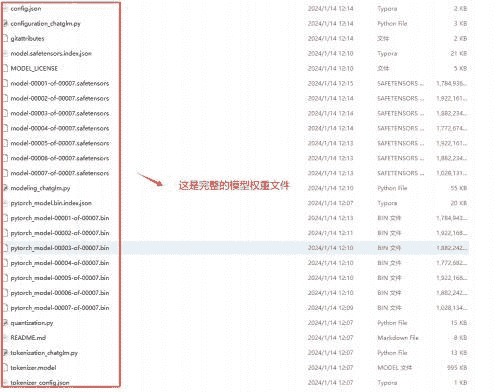 config.json 2024/1/14 12:14 Typora 2 KB
configuration_chatglm.py 2024/1/14 12:14 Python File 3 KB
gitattributes 2024/1/14 12:14 文件 2 KB
model.safetensors.index.json 2024/1/14 12:10 Typora 21 KB
MODEL_LICENSE 2024/1/14 12:10 文件 5 KB
model-00001-of-00007.safetensors 2024/1/14 12:15 SAFETENSORS ... 1,784,936...
model-00002-of-00007.safetensors 2024/1/14 12:14 SAFETENSORS ... 1,922,161...
model-00003-of-00007.safetensors 2024/1/14 12:14 SAFETENSORS ... 1,882,234...
model-00004-of-00007.safetensors 2024/1/14 12:14 SAFETENSORS ... 1,772,674...
model-00005-of-00007.safetensors 2024/1/14 12:13 SAFETENSORS ... 1,922,161...
model-00006-of-00007.safetensors 2024/1/14 12:13 SAFETENSORS ... 1,882,234...
model-00007-of-00007.safetensors 2024/1/14 12:12 SAFETENSORS ... 1,028,131...
这是完整的模型权重文件
modeling_chatglm.py 2024/1/14 12:10 Python File 55 KB
pytorch_model.bin.index.json 2024/1/14 12:07 Typora 20 KB
pytorch_model-00001-of-00007.bin 2024/1/14 12:13 BIN 文件 1,784,943...
pytorch_model-00002-of-00007.bin 2024/1/14 12:11 BIN 文件 1,922,168...
pytorch_model-00003-of-00007.bin 2024/1/14 12:10 BIN 文件 1,882,242...
pytorch_model-00004-of-00007.bin 2024/1/14 12:10 BIN 文件 1,772,682...
pytorch_model-00005-of-00007.bin 2024/1/14 12:10 BIN 文件 1,922,168...
pytorch_model-00006-of-00007.bin 2024/1/14 12:10 BIN 文件 1,882,242...
pytorch_model-00007-of-00007.bin 2024/1/14 12:09 BIN 文件 1,028,134...
quantization.py 2024/1/14 12:07 Python File 15 KB
README.md 2024/1/14 12:07 Markdown File 8 KB
tokenization_chatglm.py 2024/1/14 12:07 Python File 13 KB
tokenizer.model 2024/1/14 12:07 MODEL 文件 995 KB
tokenizer_config.json 2024/1/14 12:07 Typora 1 KB